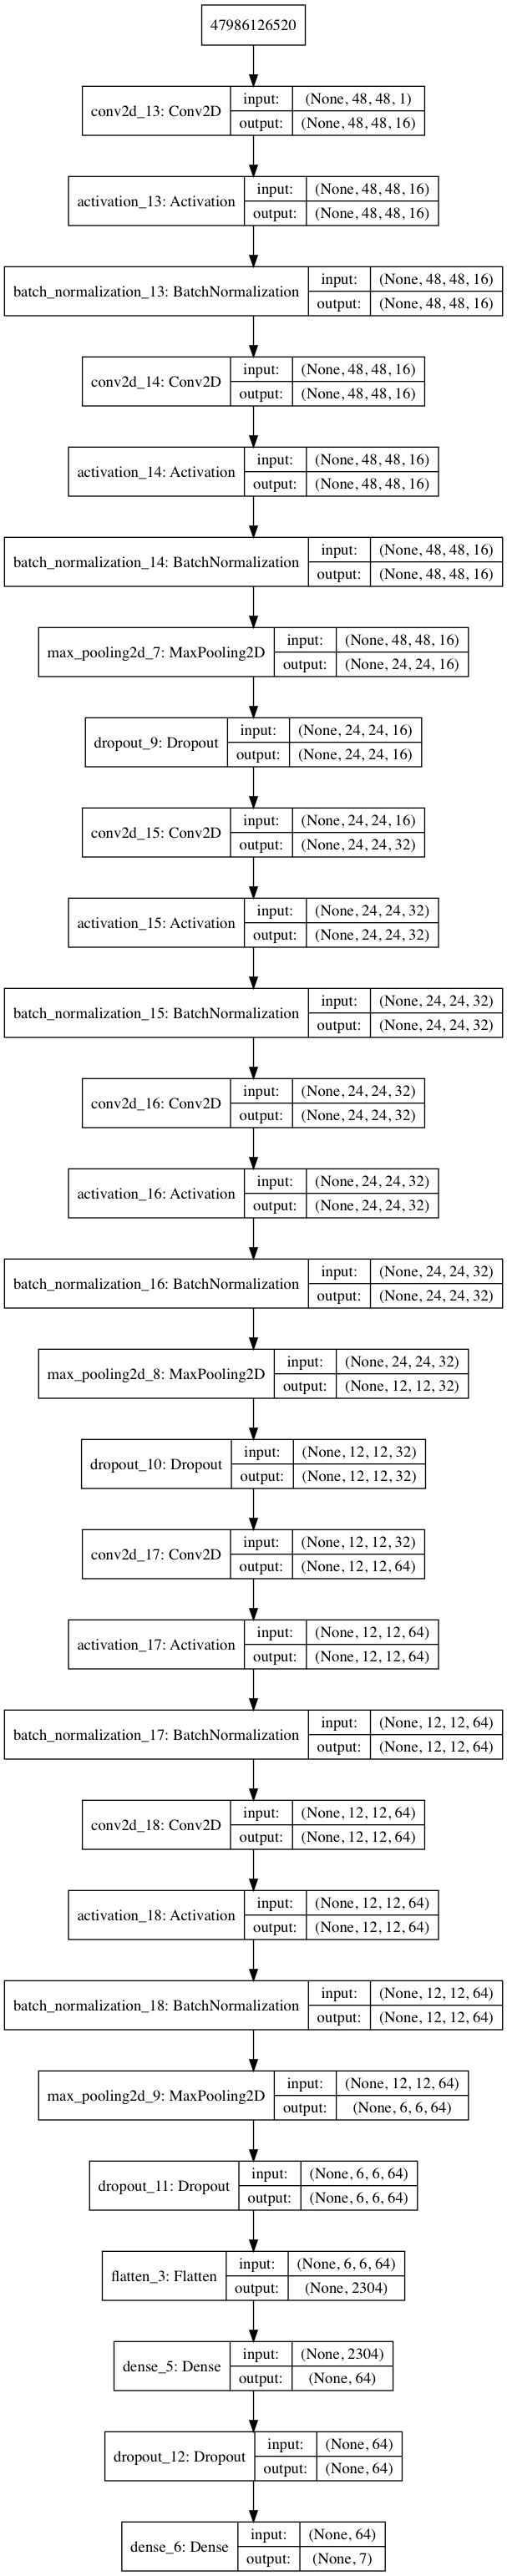 47986126520
conv2d_13: Conv2D input: (None, 48, 48, 1)
output: (None, 48, 48, 16)
activation_13: Activation input: (None, 48, 48, 16)
output: (None, 48, 48, 16)
batch_normalization_13: BatchNormalization input: (None, 48, 48, 16)
output: (None, 48, 48, 16)
conv2d_14: Conv2D input: (None, 48, 48, 16)
output: (None, 48, 48, 16)
activation_14: Activation input: (None, 48, 48, 16)
output: (None, 48, 48, 16)
batch_normalization_14: BatchNormalization input: (None, 48, 48, 16)
output: (None, 48, 48, 16)
max_pooling2d_7: MaxPooling2D input: (None, 48, 48, 16)
output: (None, 24, 24, 16)
dropout_9: Dropout input: (None, 24, 24, 16)
output: (None, 24, 24, 16)
conv2d_15: Conv2D input: (None, 24, 24, 16)
output: (None, 24, 24, 32)
activation_15: Activation input: (None, 24, 24, 32)
output: (None, 24, 24, 32)
batch_normalization_15: BatchNormalization input: (None, 24, 24, 32)
output: (None, 24, 24, 32)
conv2d_16: Conv2D input: (None, 24, 24, 32)
output: (None, 24, 24, 32)
activation_16: Activation input: (None, 24, 24, 32)
output: (None, 24, 24, 32)
batch_normalization_16: BatchNormalization input: (None, 24, 24, 32)
output: (None, 24, 24, 32)
max_pooling2d_8: MaxPooling2D input: (None, 24, 24, 32)
output: (None, 12, 12, 32)
dropout_10: Dropout input: (None, 12, 12, 32)
output: (None, 12, 12, 32)
conv2d_17: Conv2D input: (None, 12, 12, 32)
output: (None, 12, 12, 64)
activation_17: Activation input: (None, 12, 12, 64)
output: (None, 12, 12, 64)
batch_normalization_17: BatchNormalization input: (None, 12, 12, 64)
output: (None, 12, 12, 64)
conv2d_18: Conv2D input: (None, 12, 12, 64)
output: (None, 12, 12, 64)
activation_18: Activation input: (None, 12, 12, 64)
output: (None, 12, 12, 64)
batch_normalization_18: BatchNormalization input: (None, 12, 12, 64)
output: (None, 12, 12, 64)
max_pooling2d_9: MaxPooling2D input: (None, 12, 12, 64)
output: (None, 6, 6, 64)
dropout_11: Dropout input: (None, 6, 6, 64)
output: (None, 6, 6, 64)
flatten_3: Flatten input: (None, 6, 6, 64)
output: (None, 2304)
dense_5: Dense input: (None, 2304)
output: (None, 64)
dropout_12: Dropout input: (None, 64)
output: (None, 64)
dense_6: Dense input: (None, 64)
output: (None, 7)